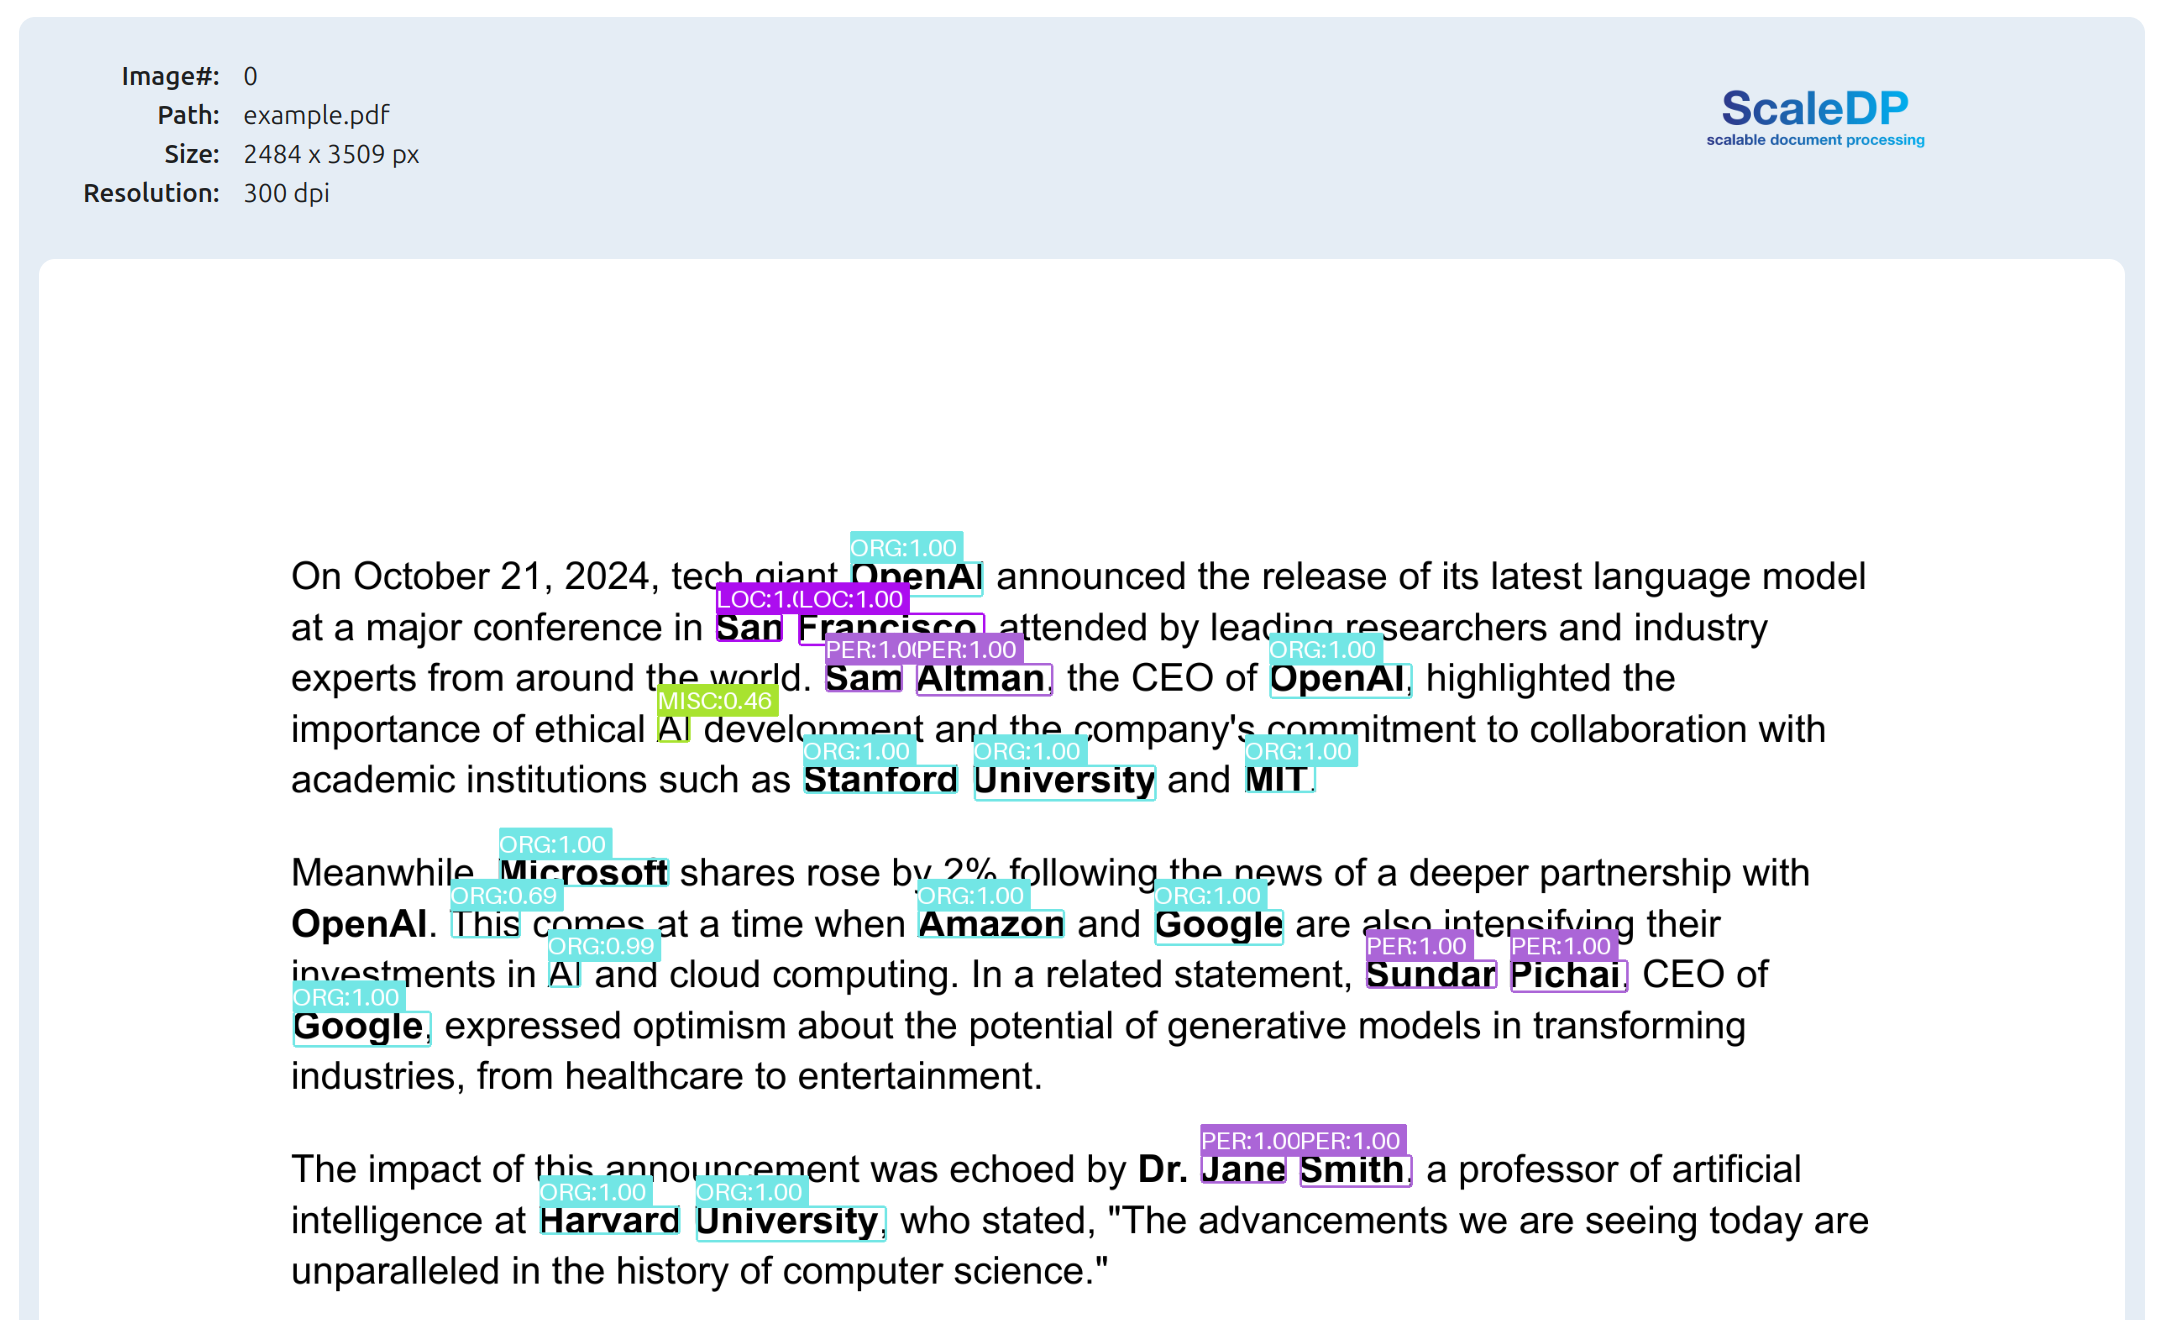 Image#: 0
Path: example.pdf
Size: 2484 x 3509 px
Resolution: 300 dpi
ScaleDP
scalable document processing
ORG:1.00
On October 21, 2024, tech giant OpenAI announced the release of its latest language model
LOC:1.0 LOC:1.00
at a major conference in San Francisco, attended by leading researchers and industry
PER:1.00 PER:1.00 ORG:1.00
experts from around the world. Sam Altman, the CEO of OpenAI, highlighted the
MISC:0.46
importance of ethical AI development and the company's commitment to collaboration with
ORG:1.00 ORG:1.00 ORG:1.00
academic institutions such as Stanford University and MIT.
ORG:1.00
Meanwhile, Microsoft shares rose by 2% following the news of a deeper partnership with
ORG:0.69 ORG:1.00 ORG:1.00
OpenAI. This comes at a time when Amazon and Google are also intensifying their
ORG:0.99 PER:1.00 PER:1.00
investments in AI and cloud computing. In a related statement, Sundar Pichai, CEO of
ORG:1.00
Google, expressed optimism about the potential of generative models in transforming
industries, from healthcare to entertainment.
PER:1.00 PER:1.00
The impact of this announcement was echoed by Dr. Jane Smith, a professor of artificial
ORG:1.00 ORG:1.00
intelligence at Harvard University, who stated, "The advancements we are seeing today are
unparalleled in the history of computer science."